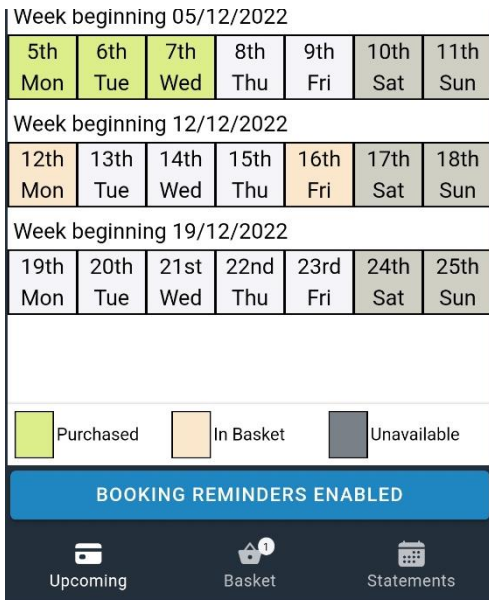 Week beginning 05/12/2022
5th 6th 7th 8th 9th 10th 11th
Mon Tue Wed Thu Fri Sat Sun
Week beginning 12/12/2022
12th 13th 14th 15th 16th 17th 18th
Mon Tue Wed Thu Fri Sat Sun
Week beginning 19/12/2022
19th 20th 21st 22nd 23rd 24th 25th
Mon Tue Wed Thu Fri Sat Sun
Purchased In Basket Unavailable
BOOKING REMINDERS ENABLED
1
Upcoming Basket Statements